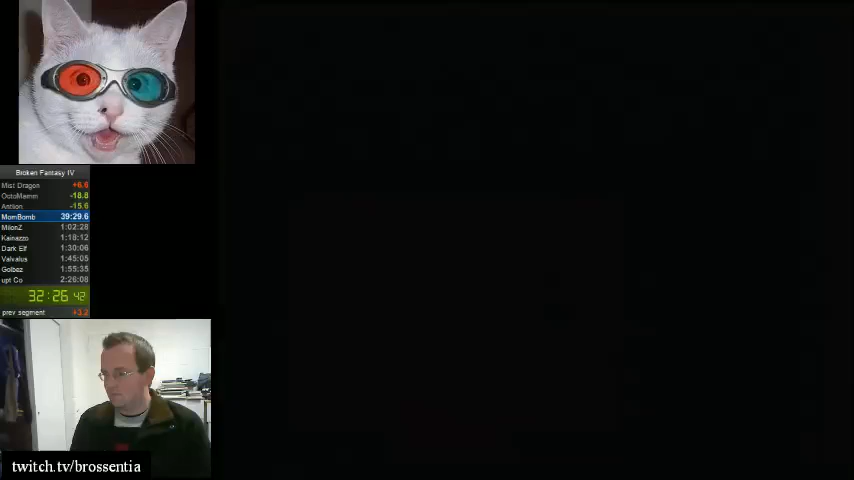 Broken Fantasy IV
Mist Dragon +6.6
OctoMamm -18.8
Antlion -15.6
MomBomb 39:29.6
MilonZ 1:02:28
Kainazzo 1:18:12
Dark Elf 1:30:06
Valvalus 1:45:05
Golbez 1:55:35
upt Co 2:26:08
32:26 42
prev segment +3.2
twitch.tv/brossentia